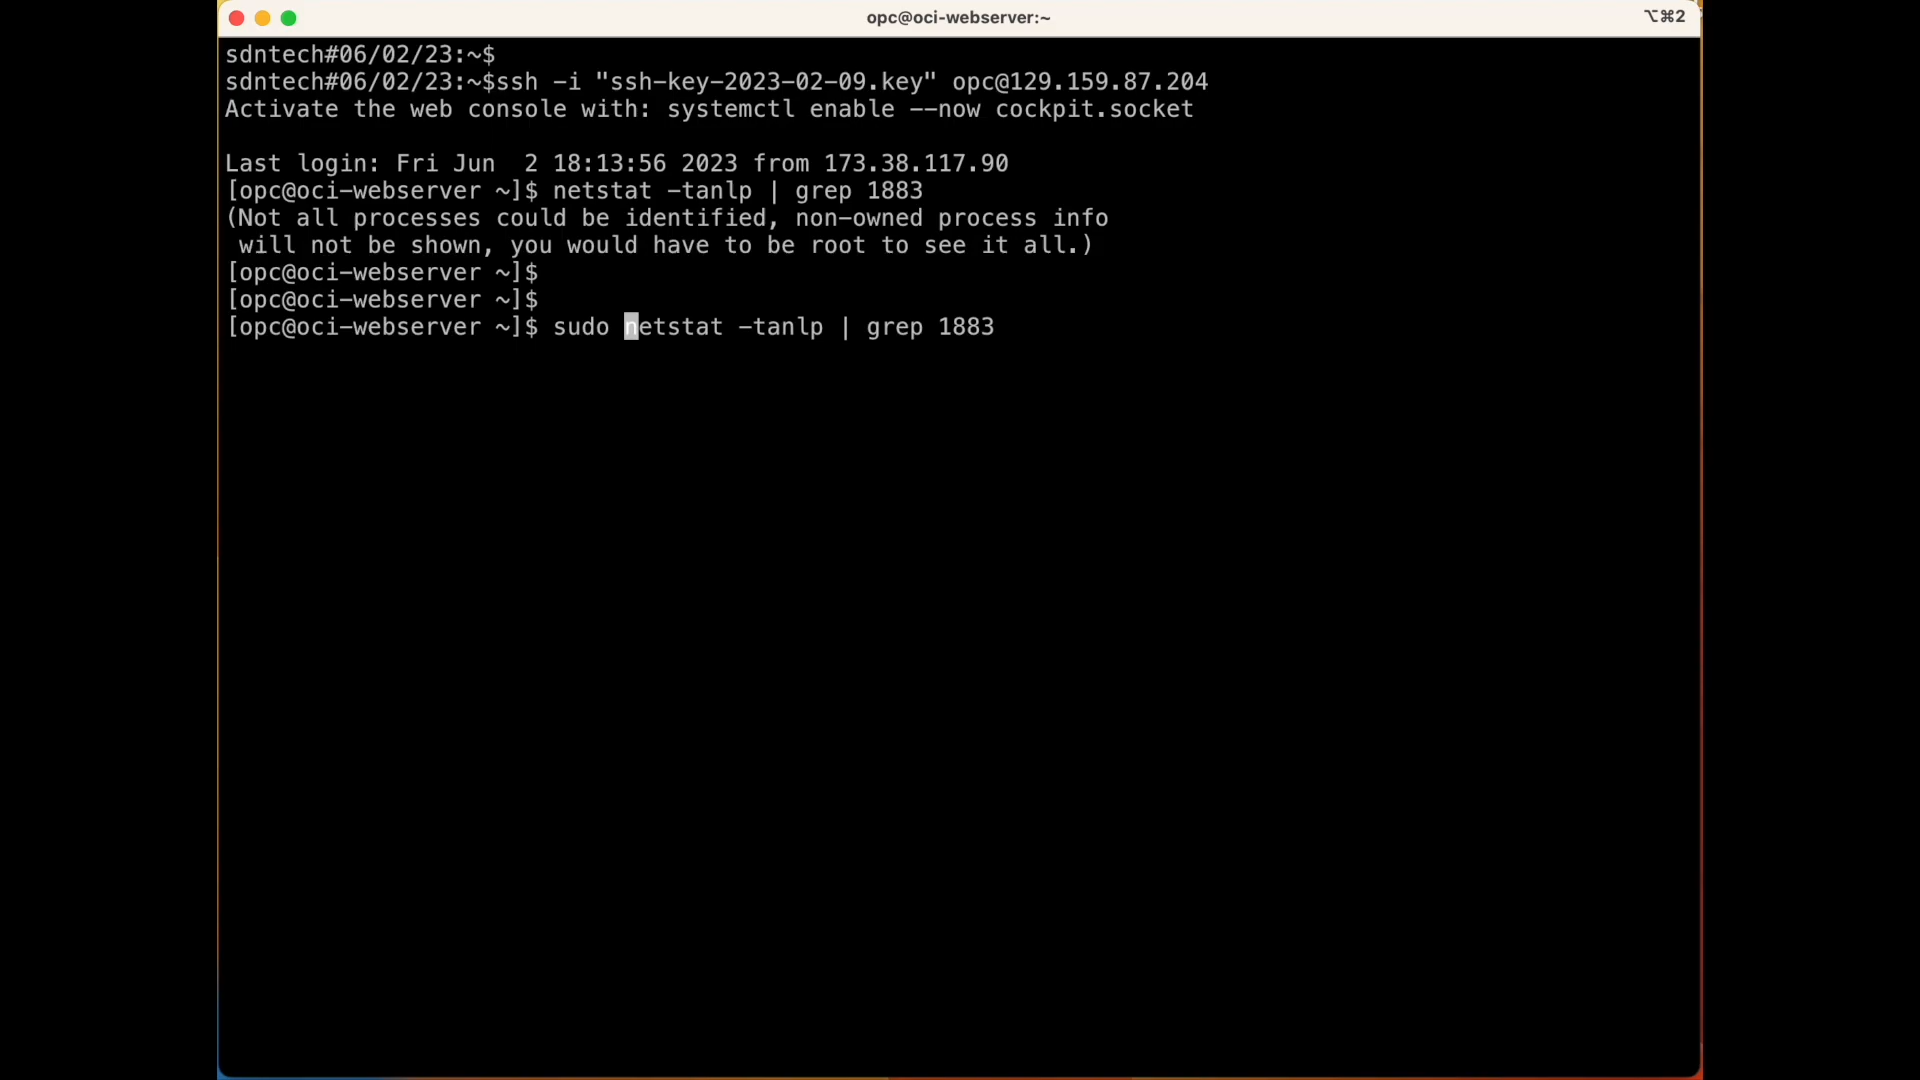 opc@oci-webserver:~
⌥⌘2
sdntech#06/02/23:~$
sdntech#06/02/23:~$ssh -i "ssh-key-2023-02-09.key" opc@129.159.87.204
Activate the web console with: systemctl enable --now cockpit.socket
Last login: Fri Jun  2 18:13:56 2023 from 173.38.117.90
[opc@oci-webserver ~]$ netstat -tanlp | grep 1883
(Not all processes could be identified, non-owned process info
 will not be shown, you would have to be root to see it all.)
[opc@oci-webserver ~]$
[opc@oci-webserver ~]$
[opc@oci-webserver ~]$ sudo netstat -tanlp | grep 1883